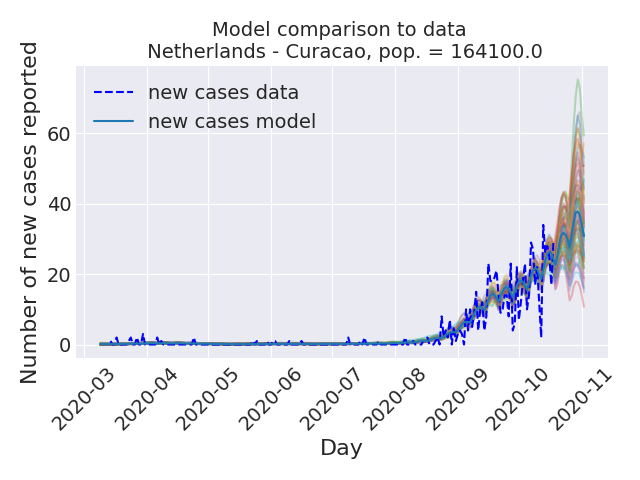 Model comparison to data
Netherlands - Curacao, pop. = 164100.0
Number of new cases reported
new cases data
new cases model
60
40
20
0
2020-03
2020-04
2020-05
2020-06
2020-07
2020-08
2020-09
2020-10
2020-11
Day